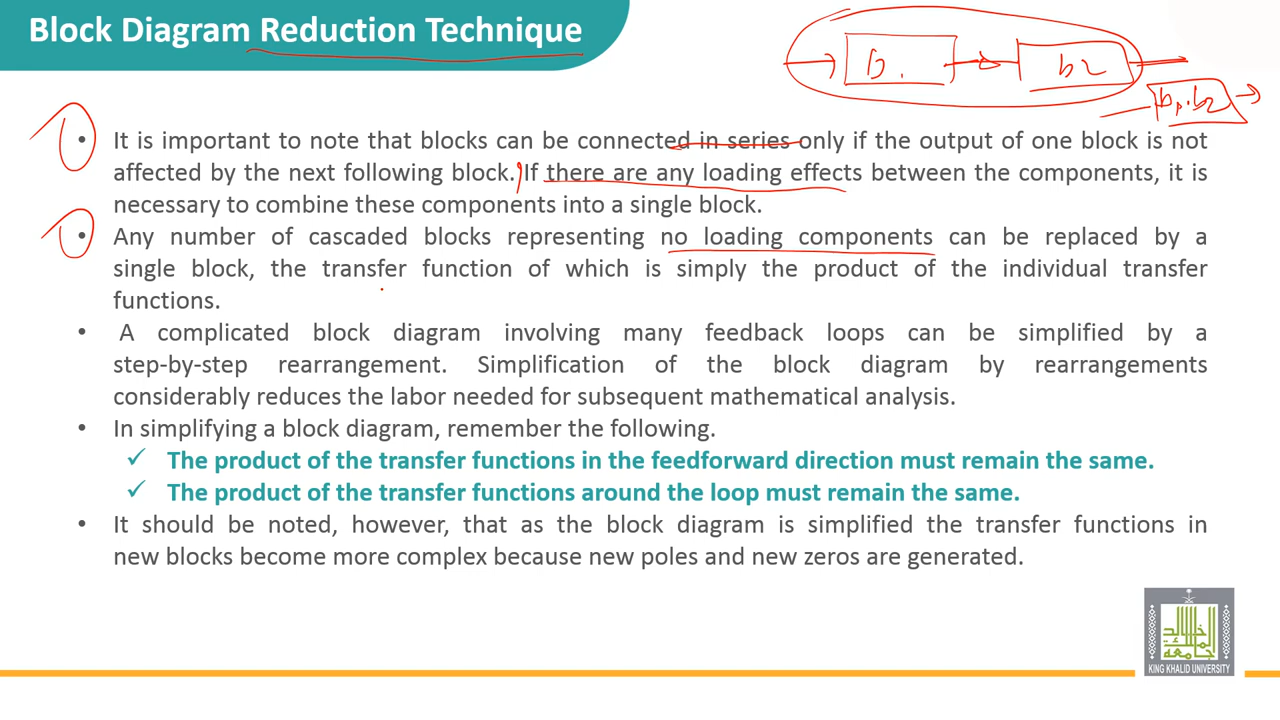 Block Diagram Reduction Technique
b1
b2
b1.b2
• It is important to note that blocks can be connected in series only if the output of one block is not
affected by the next following block. If there are any loading effects between the components, it is
necessary to combine these components into a single block.
• Any number of cascaded blocks representing no loading components can be replaced by a
single block, the transfer function of which is simply the product of the individual transfer
functions.
• A complicated block diagram involving many feedback loops can be simplified by a
step-by-step rearrangement. Simplification of the block diagram by rearrangements
considerably reduces the labor needed for subsequent mathematical analysis.
• In simplifying a block diagram, remember the following.
✓ The product of the transfer functions in the feedforward direction must remain the same.
✓ The product of the transfer functions around the loop must remain the same.
• It should be noted, however, that as the block diagram is simplified the transfer functions in
new blocks become more complex because new poles and new zeros are generated.
KING KHALID UNIVERSITY